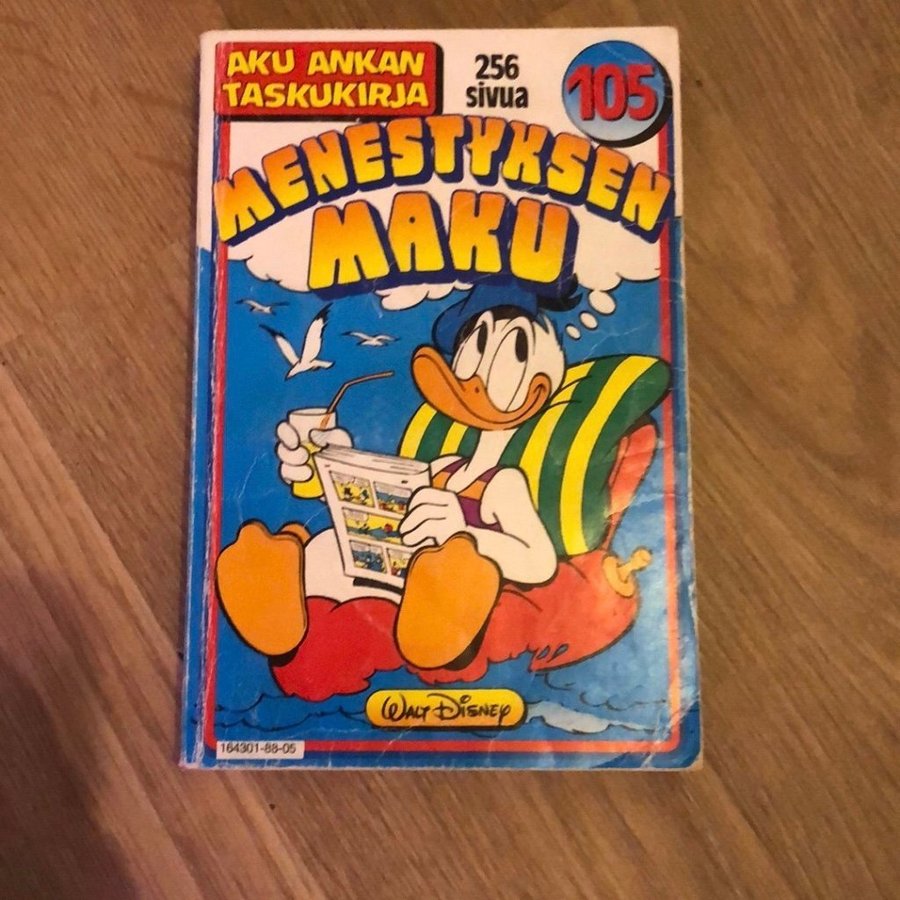 AKU ANKAN
TASKUKIRJA
256
sivua
105
MENESTYKSEN
MAKU
WALT DISNEY
164301-88-05